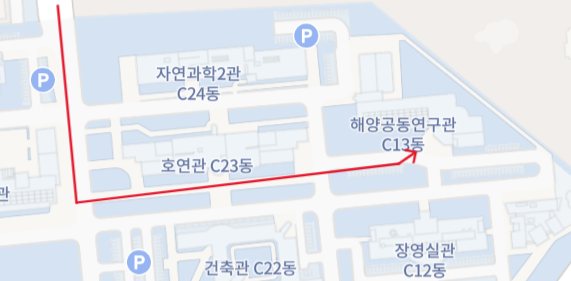 P
자연과학2관
C24동
P
해양공동연구관
C13동
호연관 C23동
관
장영실관
C12동
건축관 C22동
P